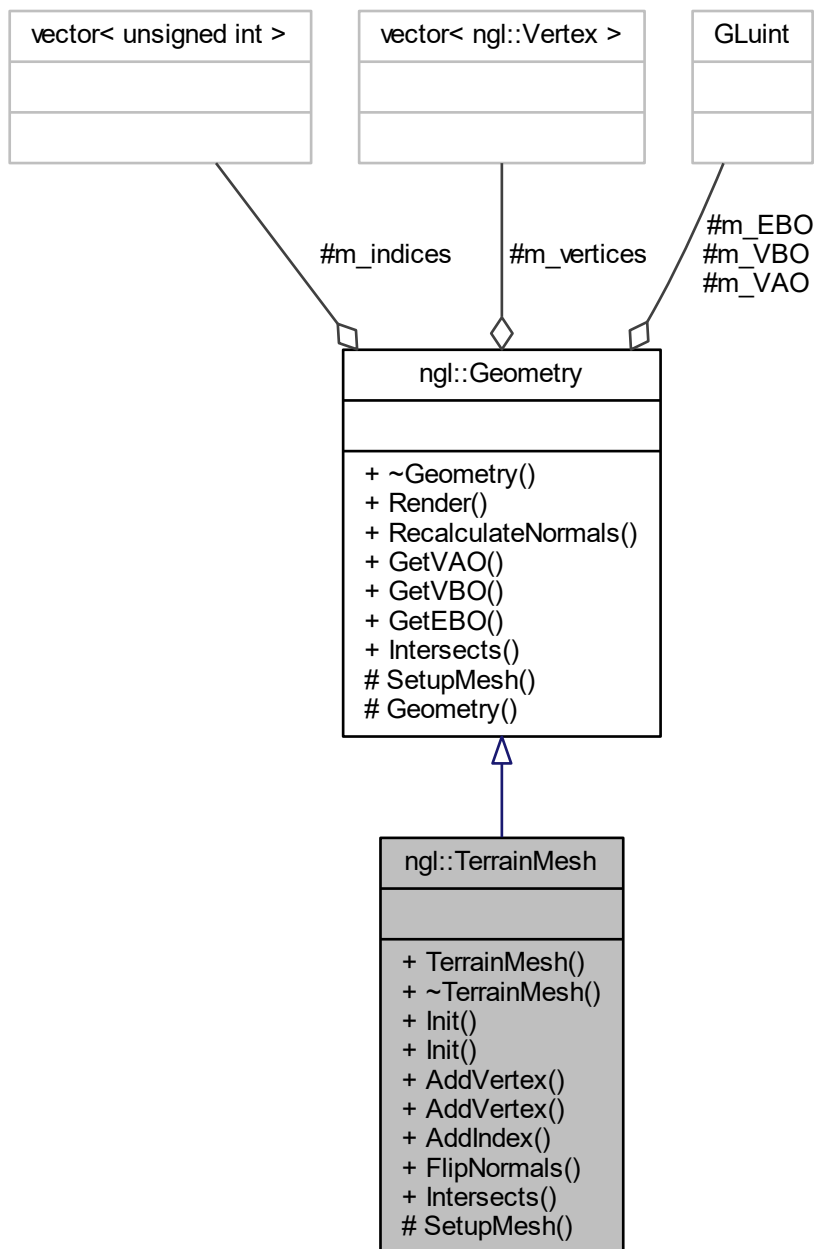 vector< unsigned int >
vector< ngl::Vertex >
GLuint
#m_indices
#m_vertices
#m_EBO
#m_VBO
#m_VAO
ngl::Geometry
+ ~Geometry()
+ Render()
+ RecalculateNormals()
+ GetVAO()
+ GetVBO()
+ GetEBO()
+ Intersects()
# SetupMesh()
# Geometry()
ngl::TerrainMesh
+ TerrainMesh()
+ ~TerrainMesh()
+ Init()
+ Init()
+ AddVertex()
+ AddVertex()
+ AddIndex()
+ FlipNormals()
+ Intersects()
# SetupMesh()